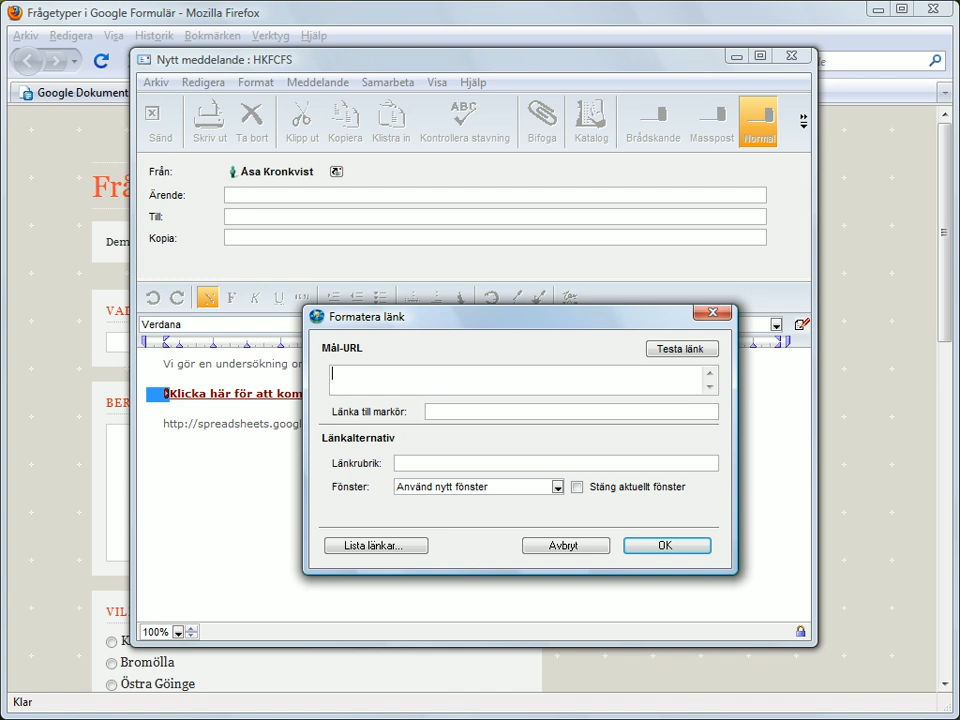 Frågetyper i Google Formulär - Mozilla Firefox
Arkiv Redigera Visa Historik Bokmärken Verktyg Hjälp
Google Dokument
Frå
Dem
VAD
BER
VIL
K
Bromölla
Östra Göinge
Klar
Nytt meddelande : HKFCFS
Arkiv Redigera Format Meddelande Samarbeta Visa Hjälp
ABC
Sänd Skriv ut Ta bort Klipp ut Kopiera Klistra in Kontrollera stavning Bifoga Katalog Brådskande Masspost Normal
Från: Åsa Kronkvist
Ärende:
Till:
Kopia:
N F K U
Verdana
Vi gör en undersökning o
Klicka här för att kom
http://spreadsheets.googl
100%
Formatera länk
Mål-URL
Testa länk
Länka till markör:
Länkalternativ
Länkrubrik:
Fönster: Använd nytt fönster Stäng aktuellt fönster
Lista länkar... Avbryt OK